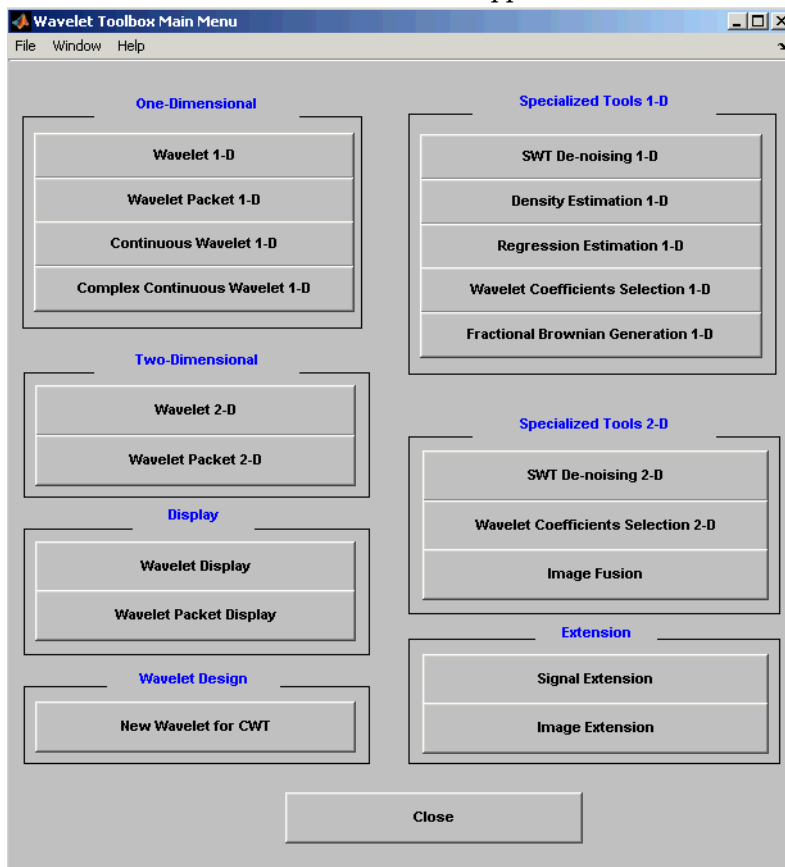 Wavelet Toolbox Main Menu
File Window Help
One-Dimensional
Wavelet 1-D
Wavelet Packet 1-D
Continuous Wavelet 1-D
Complex Continuous Wavelet 1-D
Two-Dimensional
Wavelet 2-D
Wavelet Packet 2-D
Display
Wavelet Display
Wavelet Packet Display
Wavelet Design
New Wavelet for CWT
Specialized Tools 1-D
SWT De-noising 1-D
Density Estimation 1-D
Regression Estimation 1-D
Wavelet Coefficients Selection 1-D
Fractional Brownian Generation 1-D
Specialized Tools 2-D
SWT De-noising 2-D
Wavelet Coefficients Selection 2-D
Image Fusion
Extension
Signal Extension
Image Extension
Close